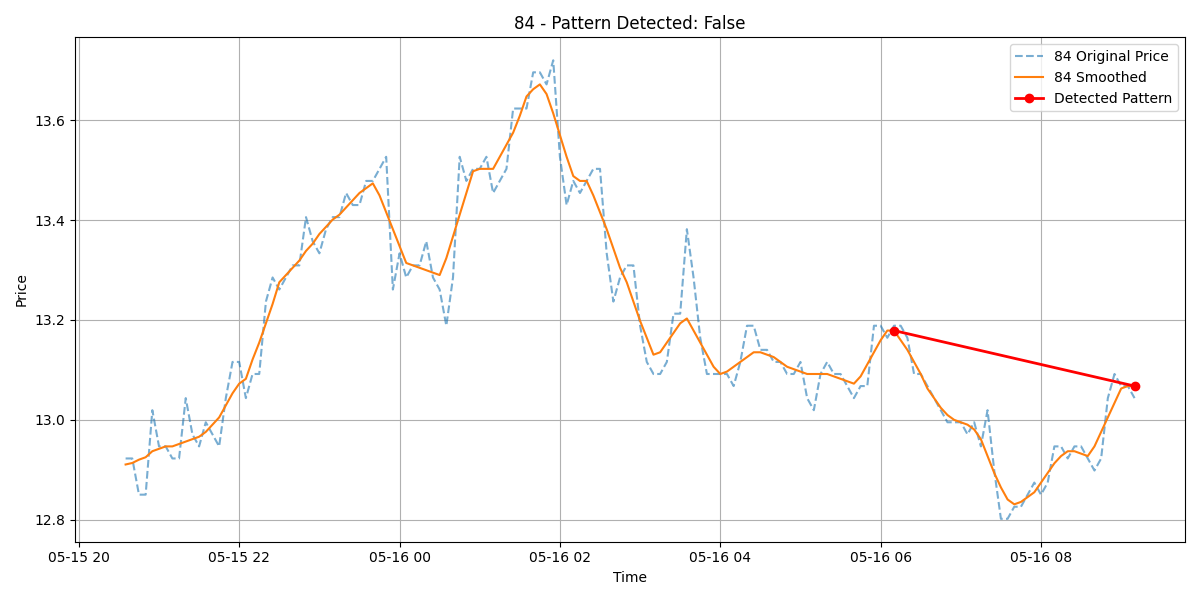 84 - Pattern Detected: False
84 Original Price
84 Smoothed
Detected Pattern
Price
13.6
13.4
13.2
13.0
12.8
05-15 20
05-15 22
05-16 00
05-16 02
05-16 04
05-16 06
05-16 08
Time